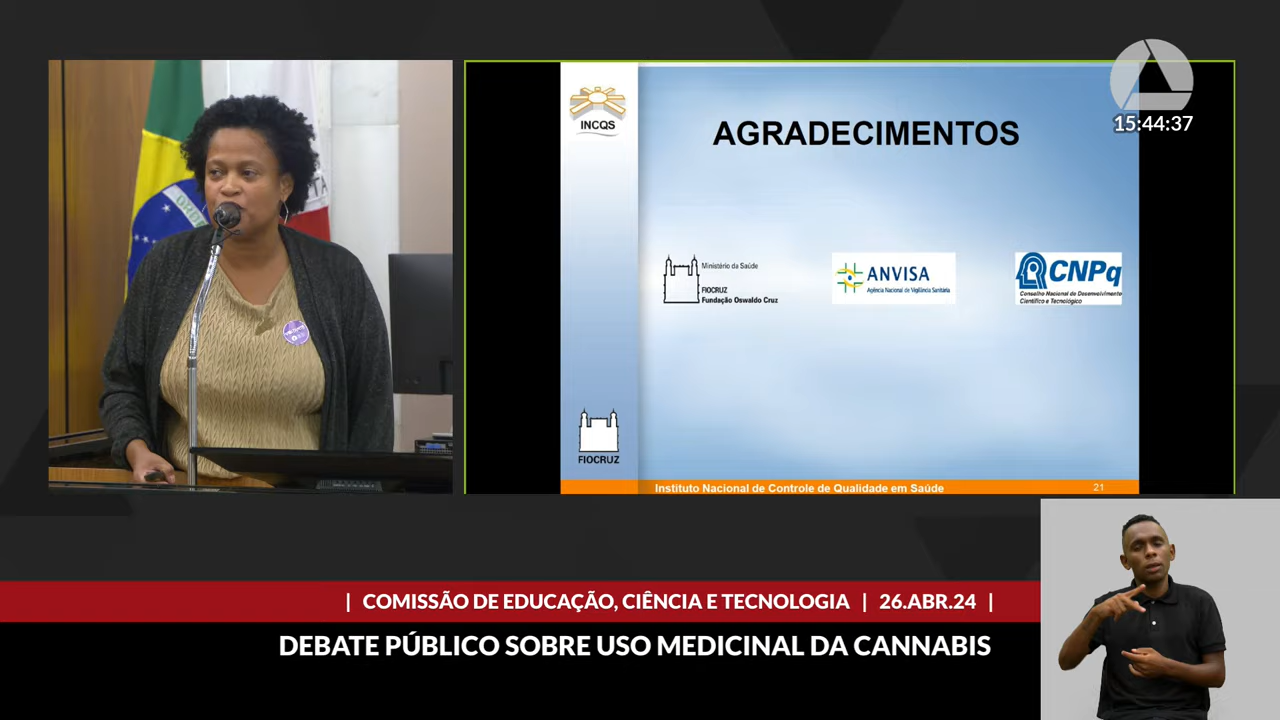 INCQS
AGRADECIMENTOS
15:44:37
Ministério da Saúde
FIOCRUZ
Fundação Oswaldo Cruz
ANVISA
Agência Nacional de Vigilância Sanitária
CNPq
Conselho Nacional de Desenvolvimento
Científico e Tecnológico
FIOCRUZ
Instituto Nacional de Controle de Qualidade em Saúde
21
| COMISSÃO DE EDUCAÇÃO, CIÊNCIA E TECNOLOGIA | 26.ABR.24 |
DEBATE PÚBLICO SOBRE USO MEDICINAL DA CANNABIS